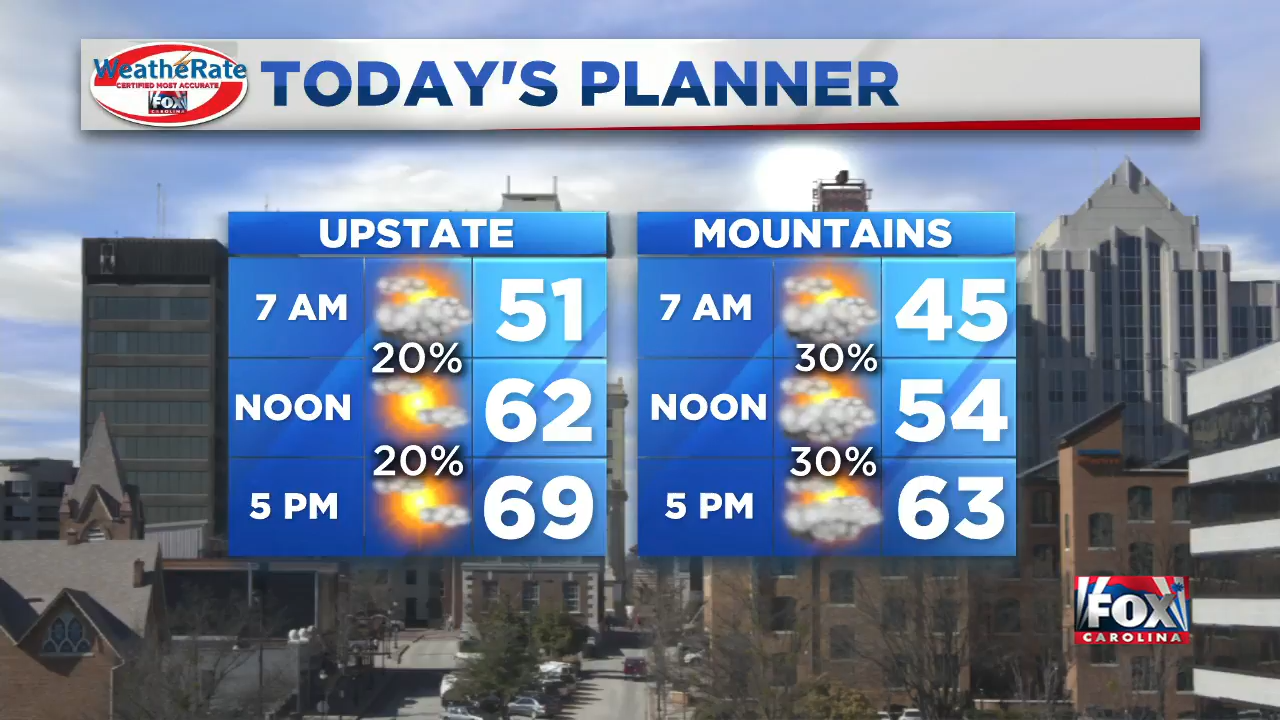 WeatheRate
CERTIFIED MOST ACCURATE
FOX
CAROLINA
TODAY'S PLANNER
UPSTATE
7 AM 51
20%
NOON 62
20%
5 PM 69
MOUNTAINS
7 AM 45
30%
NOON 54
30%
5 PM 63
FOX
CAROLINA